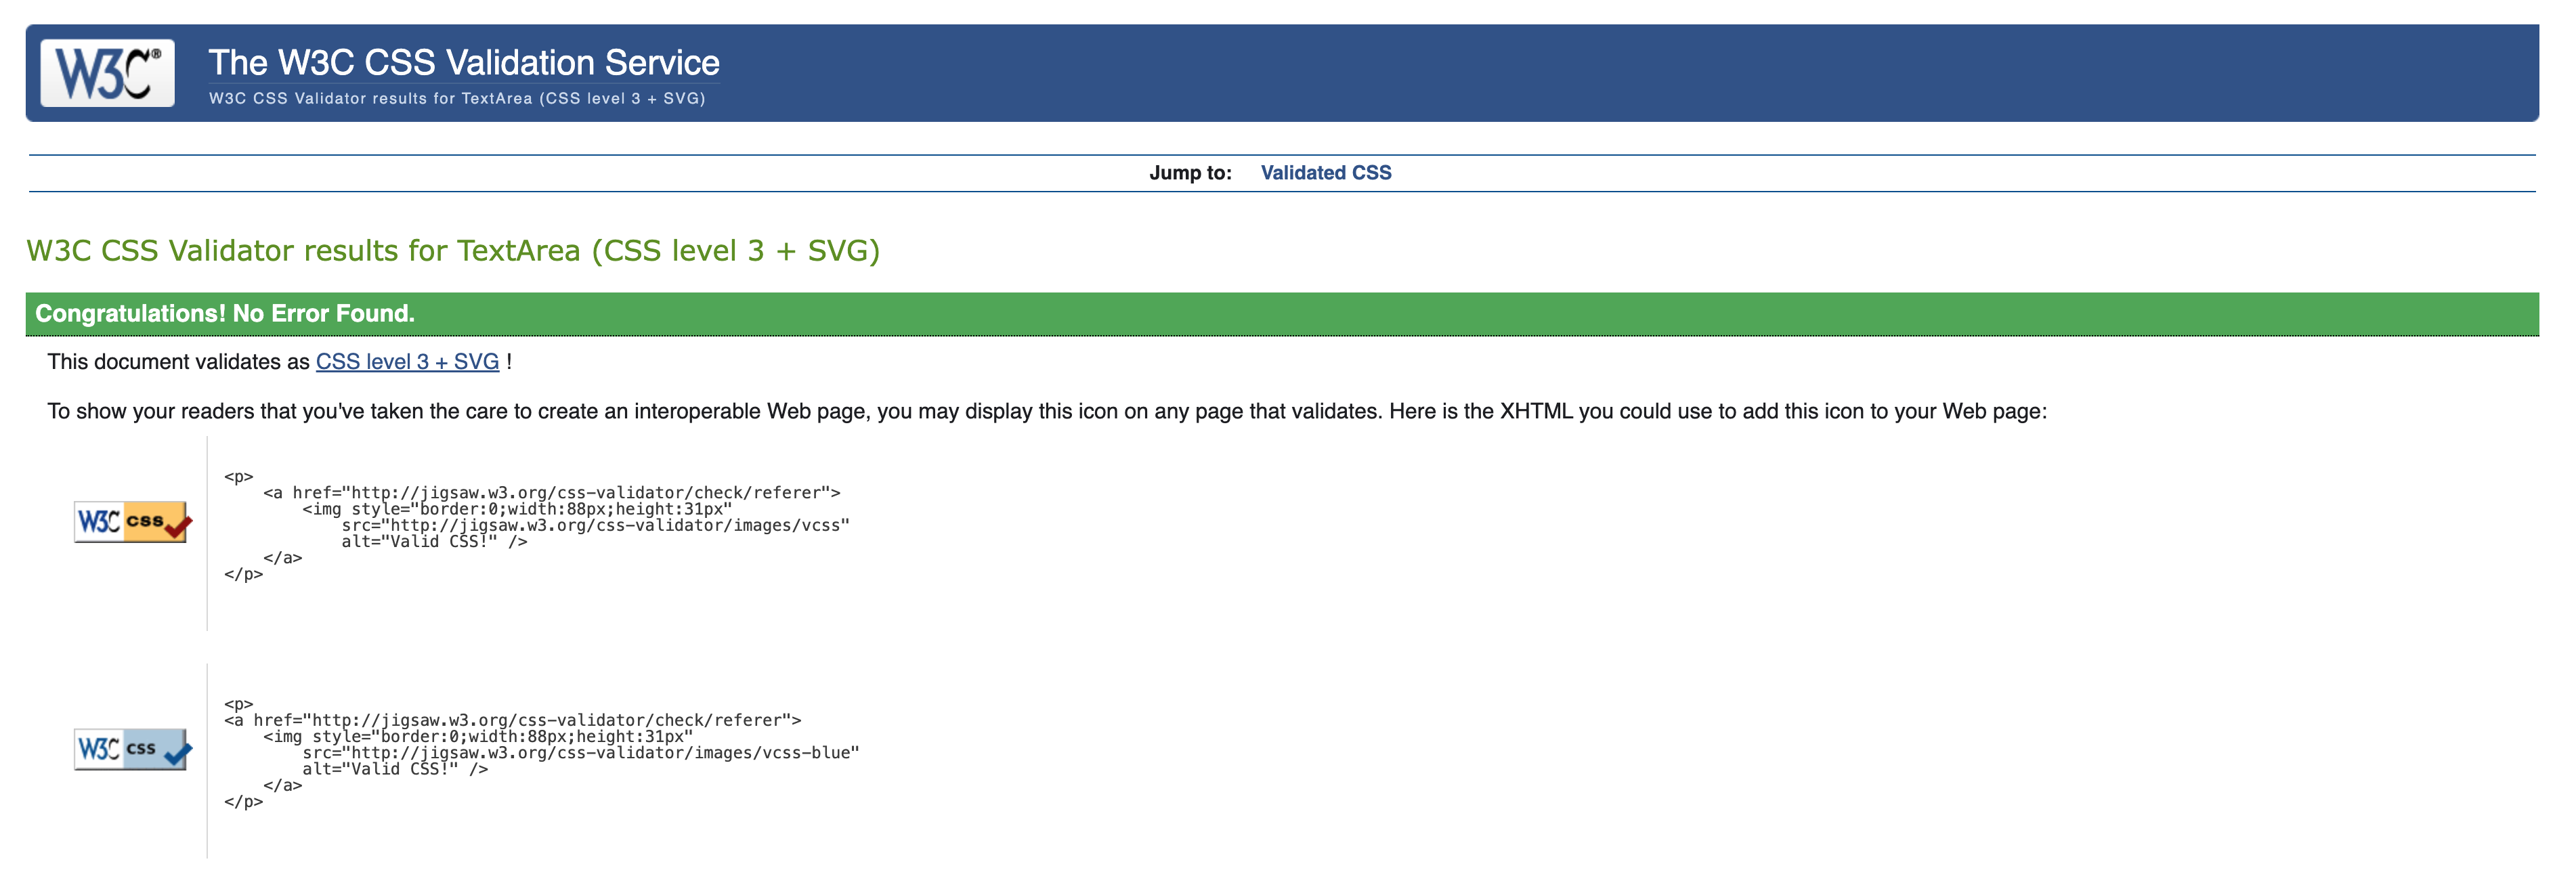 W3C®
The W3C CSS Validation Service
W3C CSS Validator results for TextArea (CSS level 3 + SVG)
Jump to: Validated CSS
W3C CSS Validator results for TextArea (CSS level 3 + SVG)
Congratulations! No Error Found.
This document validates as CSS level 3 + SVG !
To show your readers that you've taken the care to create an interoperable Web page, you may display this icon on any page that validates. Here is the XHTML you could use to add this icon to your Web page:
W3C css
<p>
    <a href="http://jigsaw.w3.org/css-validator/check/referer">
        <img style="border:0;width:88px;height:31px"
            src="http://jigsaw.w3.org/css-validator/images/vcss"
            alt="Valid CSS!" />
    </a>
</p>
W3C css
<p>
<a href="http://jigsaw.w3.org/css-validator/check/referer">
    <img style="border:0;width:88px;height:31px"
        src="http://jigsaw.w3.org/css-validator/images/vcss-blue"
        alt="Valid CSS!" />
    </a>
</p>